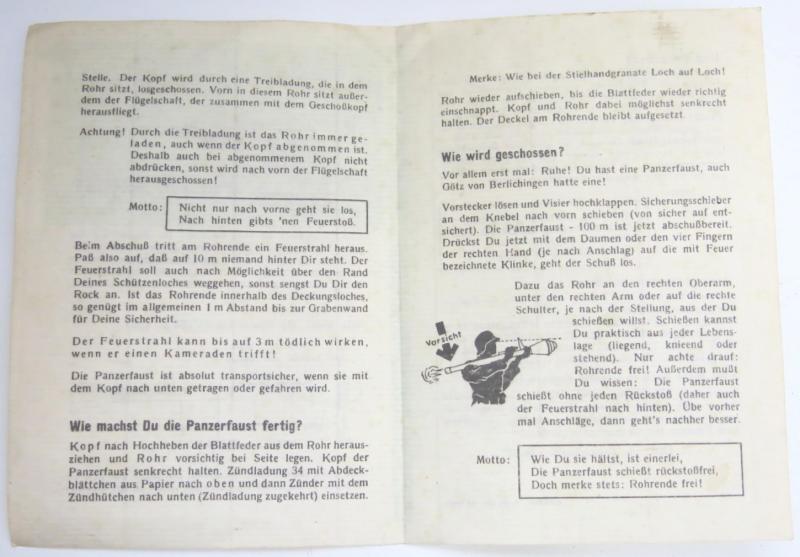 Stelle. Der Kopf wird durch eine Treibladung, die in dem
Rohr sitzt, losgeschossen. Vorn in diesem Rohr sitzt außer-
dem der Flügelschaft, der zusammen mit dem Geschoßkopf
herausfliegt.
Achtung! Durch die Treibladung ist das Rohr immer ge-
laden, auch wenn der Kopf abgenommen ist.
Deshalb auch bei abgenommenem Kopf nicht
abdrücken, sonst wird nach vorn der Flügelschaft
herausgeschossen!
Motto: Nicht nur nach vorne geht sie los,
Nach hinten gibts 'nen Feuerstoß.
Beim Abschuß tritt am Rohrende ein Feuerstrahl heraus.
Paß also auf, daß auf 10 m niemand hinter Dir steht. Der
Feuerstrahl soll auch nach Möglichkeit über den Rand
Deines Schützenloches weggehen, sonst sengst Du Dir den
Rock an. Ist das Rohrende innerhalb des Deckungsloches,
so genügt im allgemeinen 1 m Abstand bis zur Grabenwand
für Deine Sicherheit.
Der Feuerstrahl kann bis auf 3 m tödlich wirken,
wenn er einen Kameraden trifft!
Die Panzerfaust ist absolut transportsicher, wenn sie mit
dem Kopf nach unten getragen oder gefahren wird.
Wie machst Du die Panzerfaust fertig?
Kopf nach Hochheben der Blattfeder aus dem Rohr heraus-
ziehen und Rohr vorsichtig bei Seite legen. Kopf der
Panzerfaust senkrecht halten. Zündladung 34 mit Abdeck-
blättchen aus Papier nach oben und dann Zünder mit dem
Zündhütchen nach unten (Zündladung zugekehrt) einsetzen.
Merke: Wie bei der Stielhandgranate Loch auf Loch!
Rohr wieder aufschieben, bis die Blattfeder wieder richtig
einschnappt. Kopf und Rohr dabei möglichst senkrecht
halten. Der Deckel am Rohrende bleibt aufgesetzt.
Wie wird geschossen?
Vor allem erst mal: Ruhe! Du hast eine Panzerfaust, auch
Götz von Berlichingen hatte eine!
Vorstecker lösen und Visier hochklappen. Sicherungsschieber
an dem Knebel nach vorn schieben (von sicher auf ent-
sichert). Die Panzerfaust - 100 m ist jetzt abschußbereit.
Drückst Du jetzt mit dem Daumen oder den vier Fingern
der rechten Hand (je nach Anschlag) auf die mit Feuer
bezeichnete Klinke, geht der Schuß los.
Dazu das Rohr an den rechten Oberarm,
unter den rechten Arm oder auf die rechte
Schulter, je nach der Stellung, aus der Du
schießen willst. Schießen kannst
Du praktisch aus jeder Lebens-
lage (liegend, knieend oder
stehend). Nur achte drauf:
Rohrende frei! Außerdem mußt
Du wissen: Die Panzerfaust
schießt ohne jeden Rückstoß (daher auch
der Feuerstrahl nach hinten). Übe vorher
mal Anschläge, dann geht's nachher besser.
Vorsicht
Motto: Wie Du sie hältst, ist einerlei,
Die Panzerfaust schießt rückstoßfrei,
Doch merke stets: Rohrende frei!